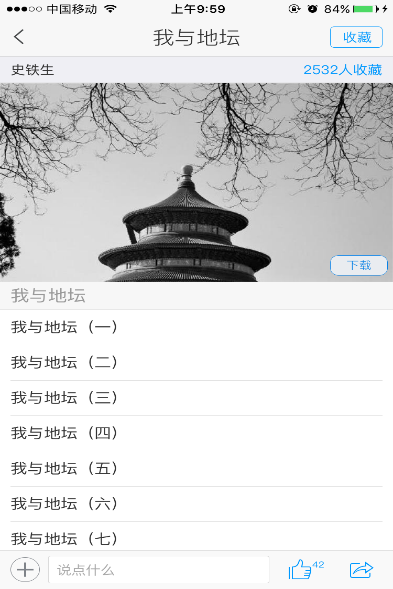 中国移动 上午9:59 84%
我与地坛 收藏
史铁生 2532人收藏
下载
我与地坛
我与地坛（一）
我与地坛（二）
我与地坛（三）
我与地坛（四）
我与地坛（五）
我与地坛（六）
我与地坛（七）
说点什么 42